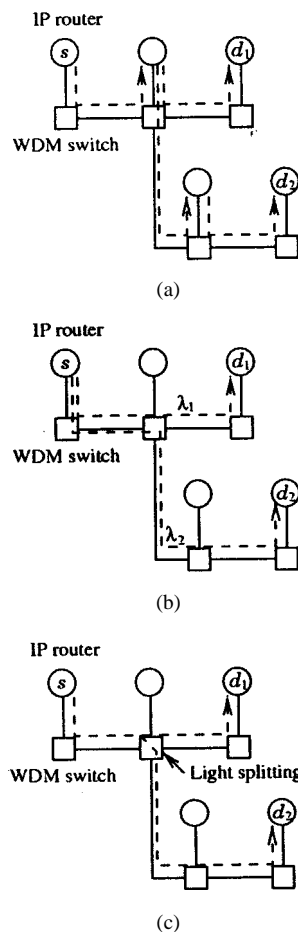 IP router
s
d1
WDM switch
d2
(a)
IP router
s
d1
λ1
WDM switch
d2
λ2
(b)
IP router
s
d1
WDM switch
Light splitting
d2
(c)